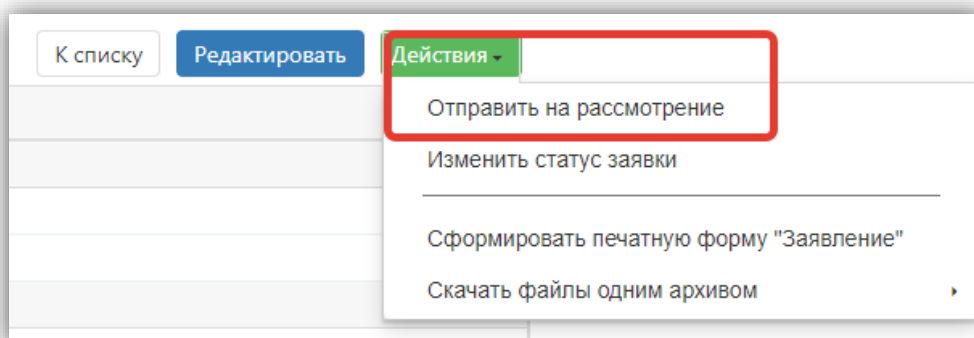 К списку Редактировать Действия
Отправить на рассмотрение
Изменить статус заявки
Сформировать печатную форму "Заявление"
Скачать файлы одним архивом